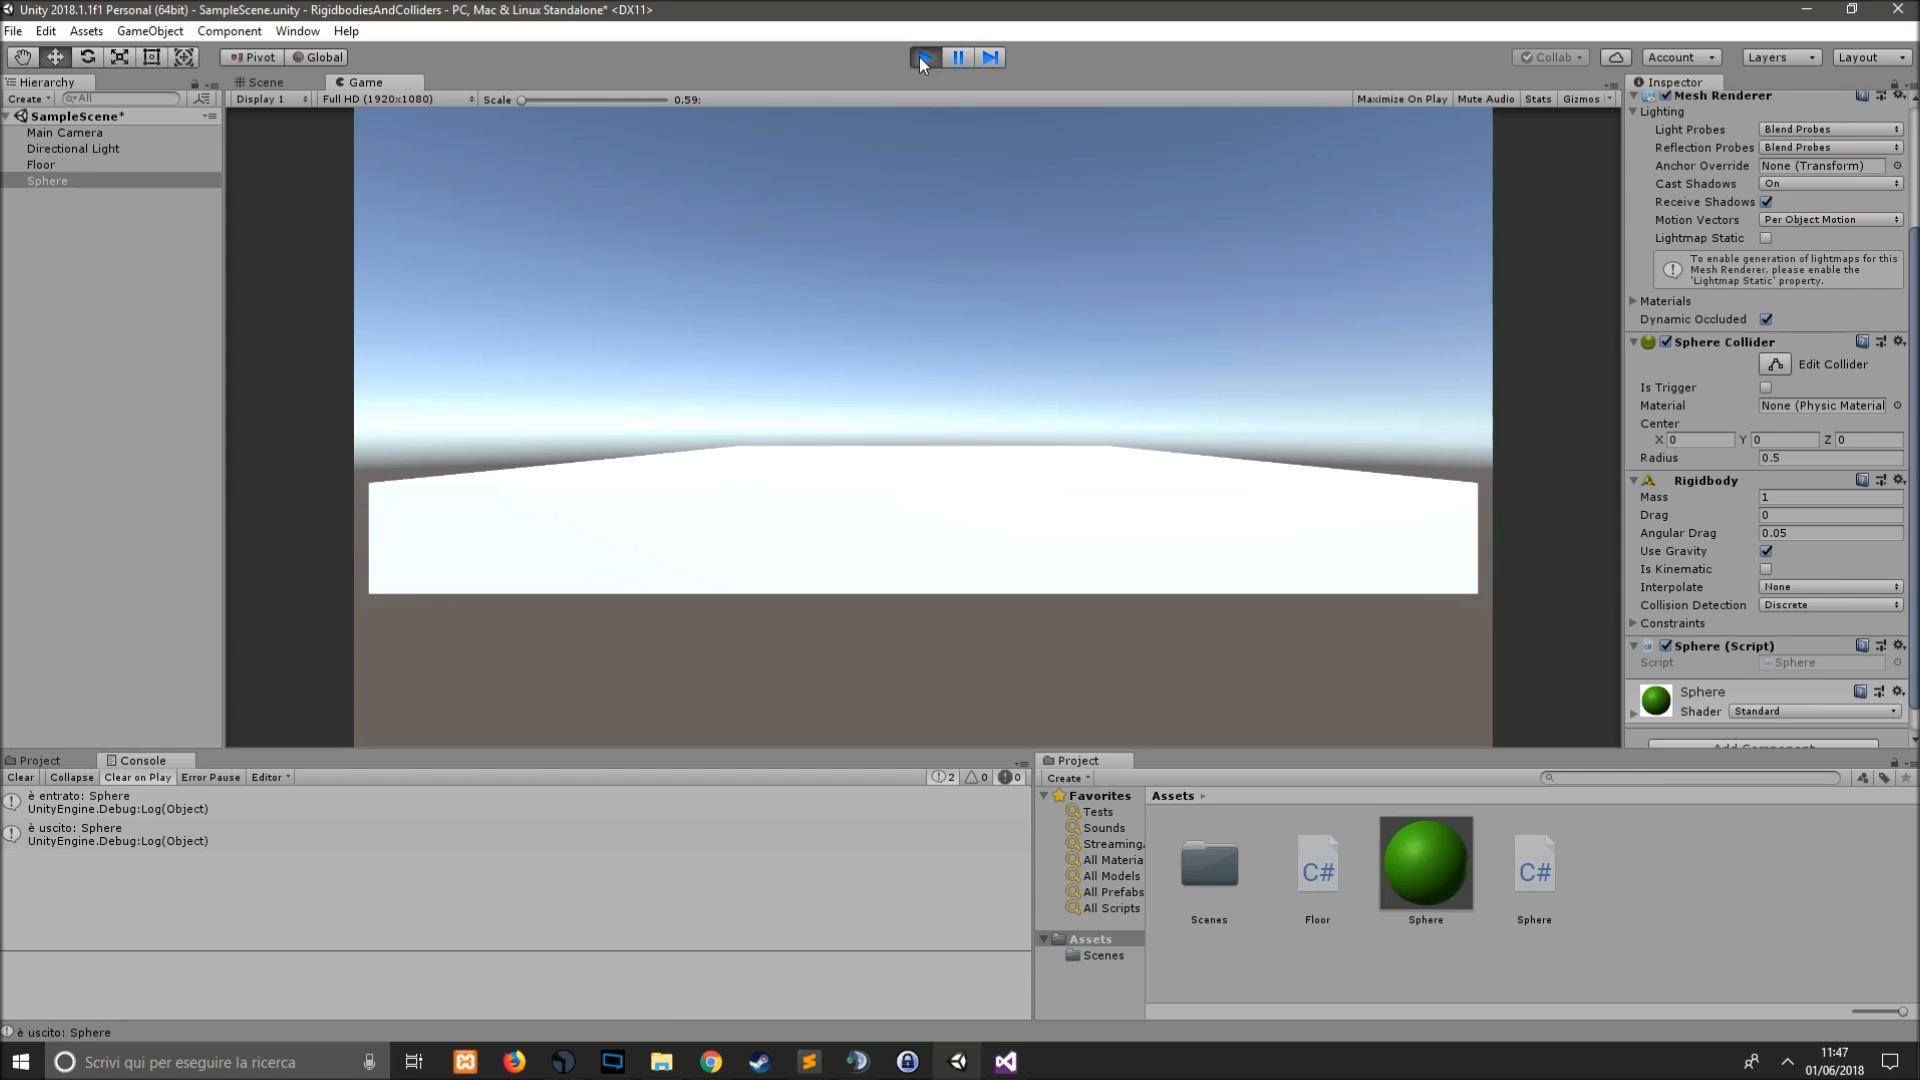 Unity 2018.1.1f1 Personal (64bit) - SampleScene.unity - RigidbodiesAndColliders - PC, Mac & Linux Standalone* <DX11>
File Edit Assets GameObject Component Window Help
Pivot Global Collab Account Layers Layout
Hierarchy Scene Game Inspector
Create All Display 1 Full HD (1920x1080) Scale 0.59: Maximize On Play Mute Audio Stats Gizmos
SampleScene*
Main Camera
Directional Light
Floor
Sphere
Mesh Renderer
Lighting
Light Probes Blend Probes
Reflection Probes Blend Probes
Anchor Override None (Transform)
Cast Shadows On
Receive Shadows
Motion Vectors Per Object Motion
Lightmap Static
To enable generation of lightmaps for this
Mesh Renderer, please enable the
'Lightmap Static' property.
Materials
Dynamic Occluded
Sphere Collider
Edit Collider
Is Trigger
Material None (Physic Material
Center
X 0 Y 0 Z 0
Radius 0.5
Rigidbody
Mass 1
Drag 0
Angular Drag 0.05
Use Gravity
Is Kinematic
Interpolate None
Collision Detection Discrete
Constraints
Sphere (Script)
Script Sphere
Sphere
Shader Standard
Project Console
Clear Collapse Clear on Play Error Pause Editor 2 0 0
è entrato: Sphere
UnityEngine.Debug:Log(Object)
è uscito: Sphere
UnityEngine.Debug:Log(Object)
Project
Create
Favorites
Tests
Sounds
Streaming
All Materia
All Models
All Prefabs
All Scripts
Assets
Scenes
Assets
C# C#
Scenes Floor Sphere Sphere
è uscito: Sphere
Scrivi qui per eseguire la ricerca
11:47
01/06/2018